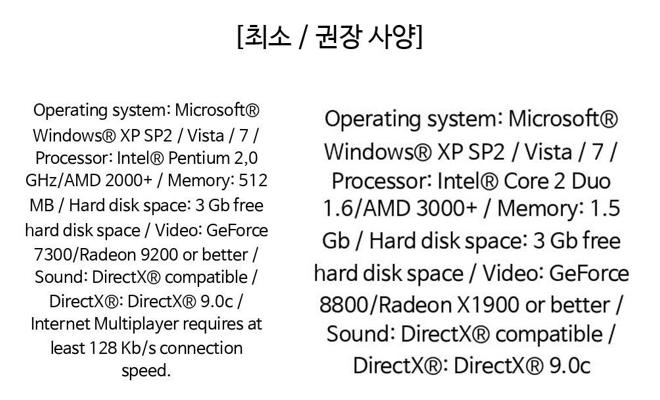 [최소 / 권장 사양]
Operating system: Microsoft®
Windows® XP SP2 / Vista / 7 /
Processor: Intel® Pentium 2,0
GHz/AMD 2000+ / Memory: 512
MB / Hard disk space: 3 Gb free
hard disk space / Video: GeForce
7300/Radeon 9200 or better /
Sound: DirectX® compatible /
DirectX®: DirectX® 9.0c /
Internet Multiplayer requires at
least 128 Kb/s connection
speed.
Operating system: Microsoft®
Windows® XP SP2 / Vista / 7 /
Processor: Intel® Core 2 Duo
1.6/AMD 3000+ / Memory: 1.5
Gb / Hard disk space: 3 Gb free
hard disk space / Video: GeForce
8800/Radeon X1900 or better /
Sound: DirectX® compatible /
DirectX®: DirectX® 9.0c